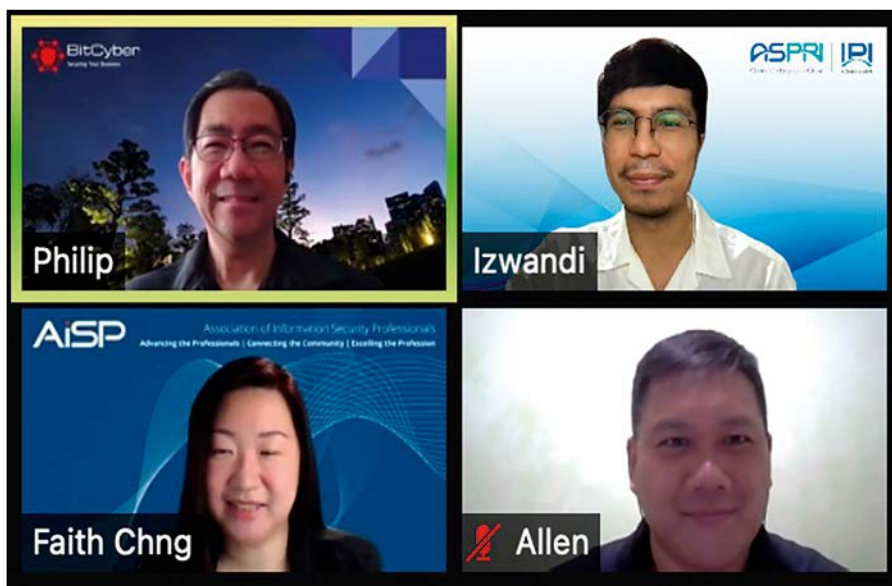 BitCyber
Securing Your Business
Philip
ASPRI
IPI
Izwandi
AiSP
Association of Information Security Professionals
Advancing the Professionals | Connecting the Community | Excelling the Profession
Faith Chng
Allen